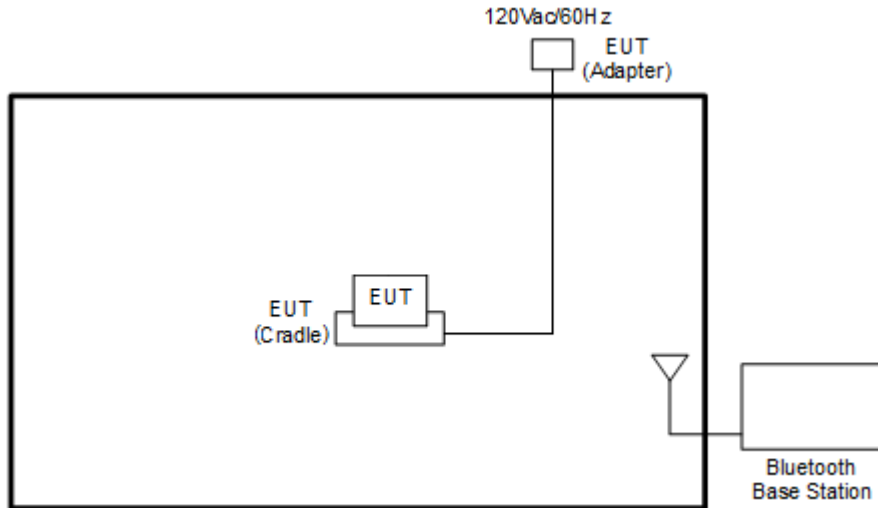 120Vac/60Hz
EUT
(Adapter)
EUT
EUT
(Cradle)
Bluetooth
Base Station